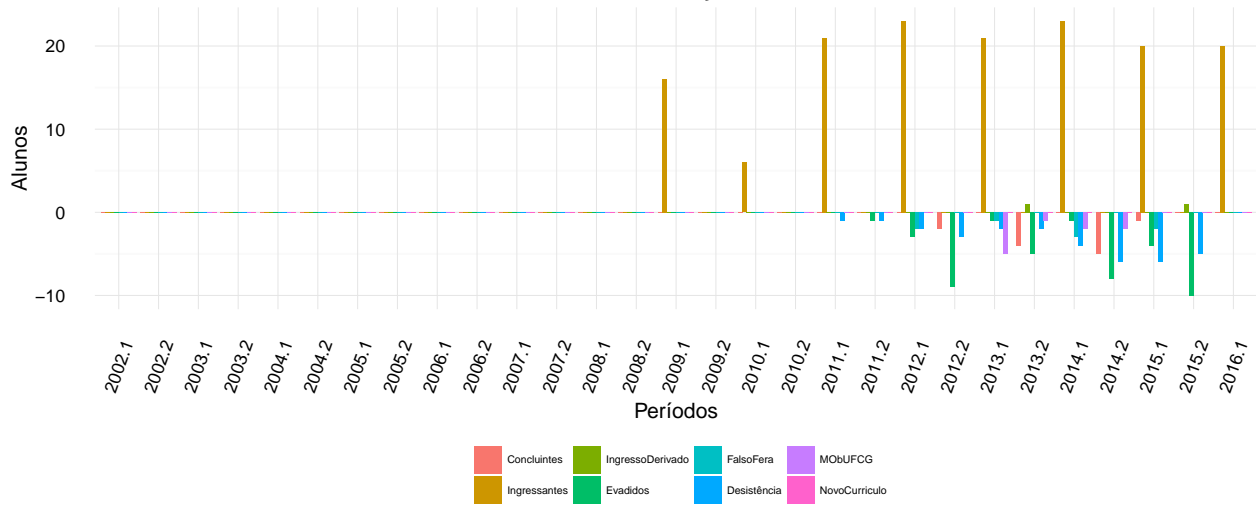 20
10
0
−10
Alunos
2002.1 2002.2 2003.1 2003.2 2004.1 2004.2 2005.1 2005.2 2006.1 2006.2 2007.1 2007.2 2008.1 2008.2 2009.1 2009.2 2010.1 2010.2 2011.1 2011.2 2012.1 2012.2 2013.1 2013.2 2014.1 2014.2 2015.1 2015.2 2016.1
Períodos
Concluintes IngressoDerivado FalsoFera MObUFCG
Ingressantes Evadidos Desistência NovoCurriculo